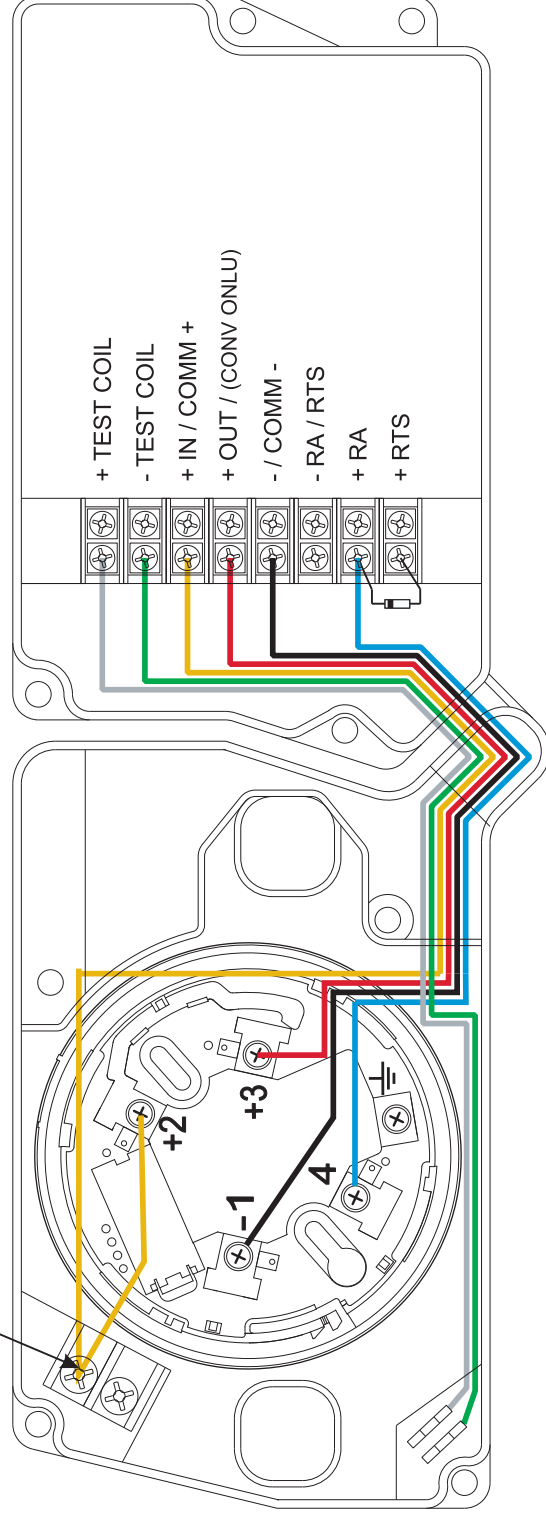 + TEST COIL
- TEST COIL
+ IN / COMM +
+ OUT / (CONV ONLU)
- / COMM -
- RA / RTS
+ RA
+ RTS
+3
+2
4
-1